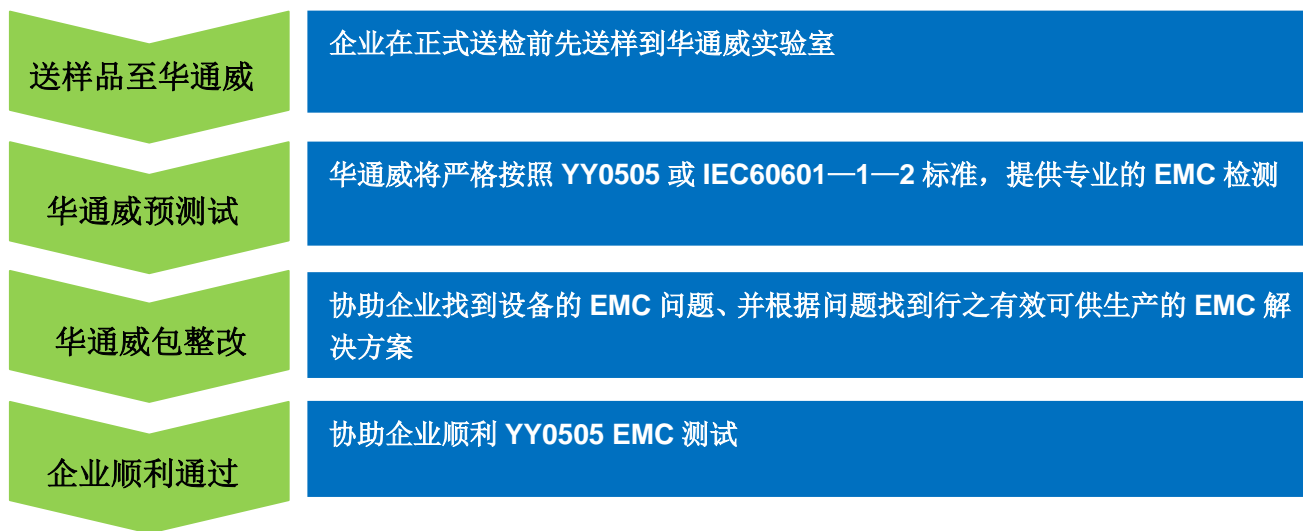 送样品至华通威
企业在正式送检前先送样到华通威实验室
华通威预测试
华通威将严格按照 YY0505 或 IEC60601—1—2 标准，提供专业的 EMC 检测
华通威包整改
协助企业找到设备的 EMC 问题、并根据问题找到行之有效可供生产的 EMC 解
决方案
企业顺利通过
协助企业顺利 YY0505 EMC 测试